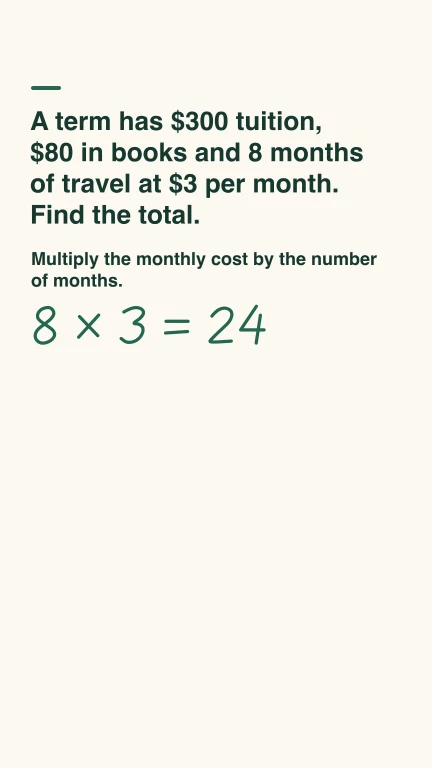 A term has $300 tuition,
$80 in books and 8 months
of travel at $3 per month.
Find the total.
Multiply the monthly cost by the number
of months.
8 × 3 = 24